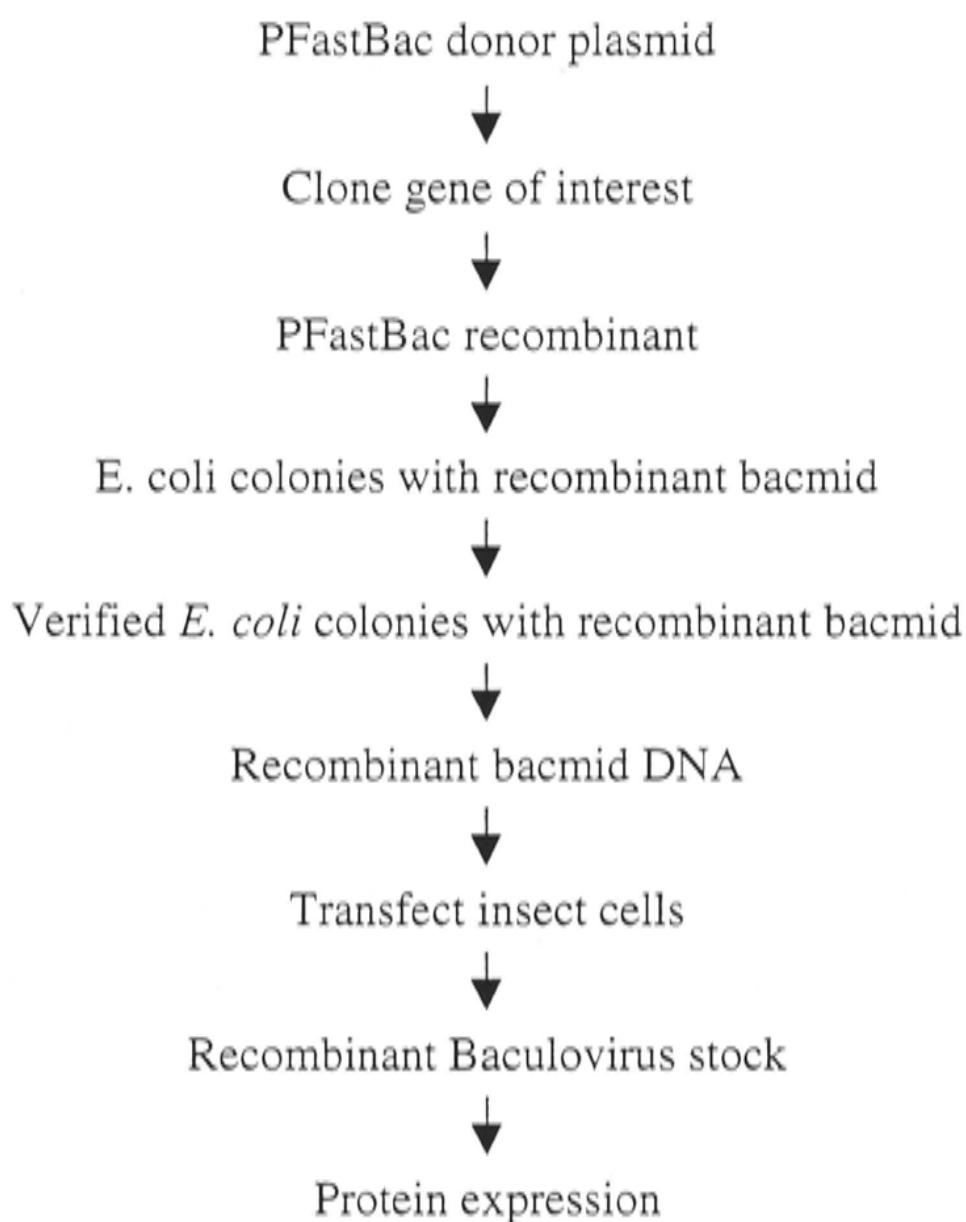 PFastBac donor plasmid
Clone gene of interest
PFastBac recombinant
E. coli colonies with recombinant bacmid
Verified E. coli colonies with recombinant bacmid
Recombinant bacmid DNA
Transfect insect cells
Recombinant Baculovirus stock
Protein expression